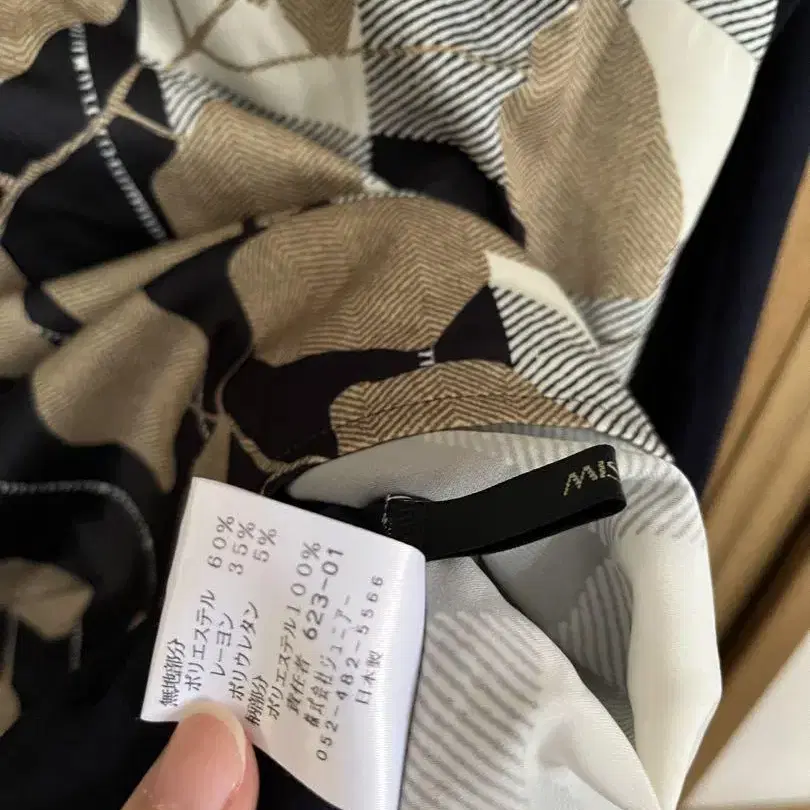 無地部分
ポリエステル 60%
レーヨン 35%
ポリウレタン 5%
柄部分
ポリエステル100%
責任者 623-01
株式会社ジュニアー
052-482-5566
日本製
MIS